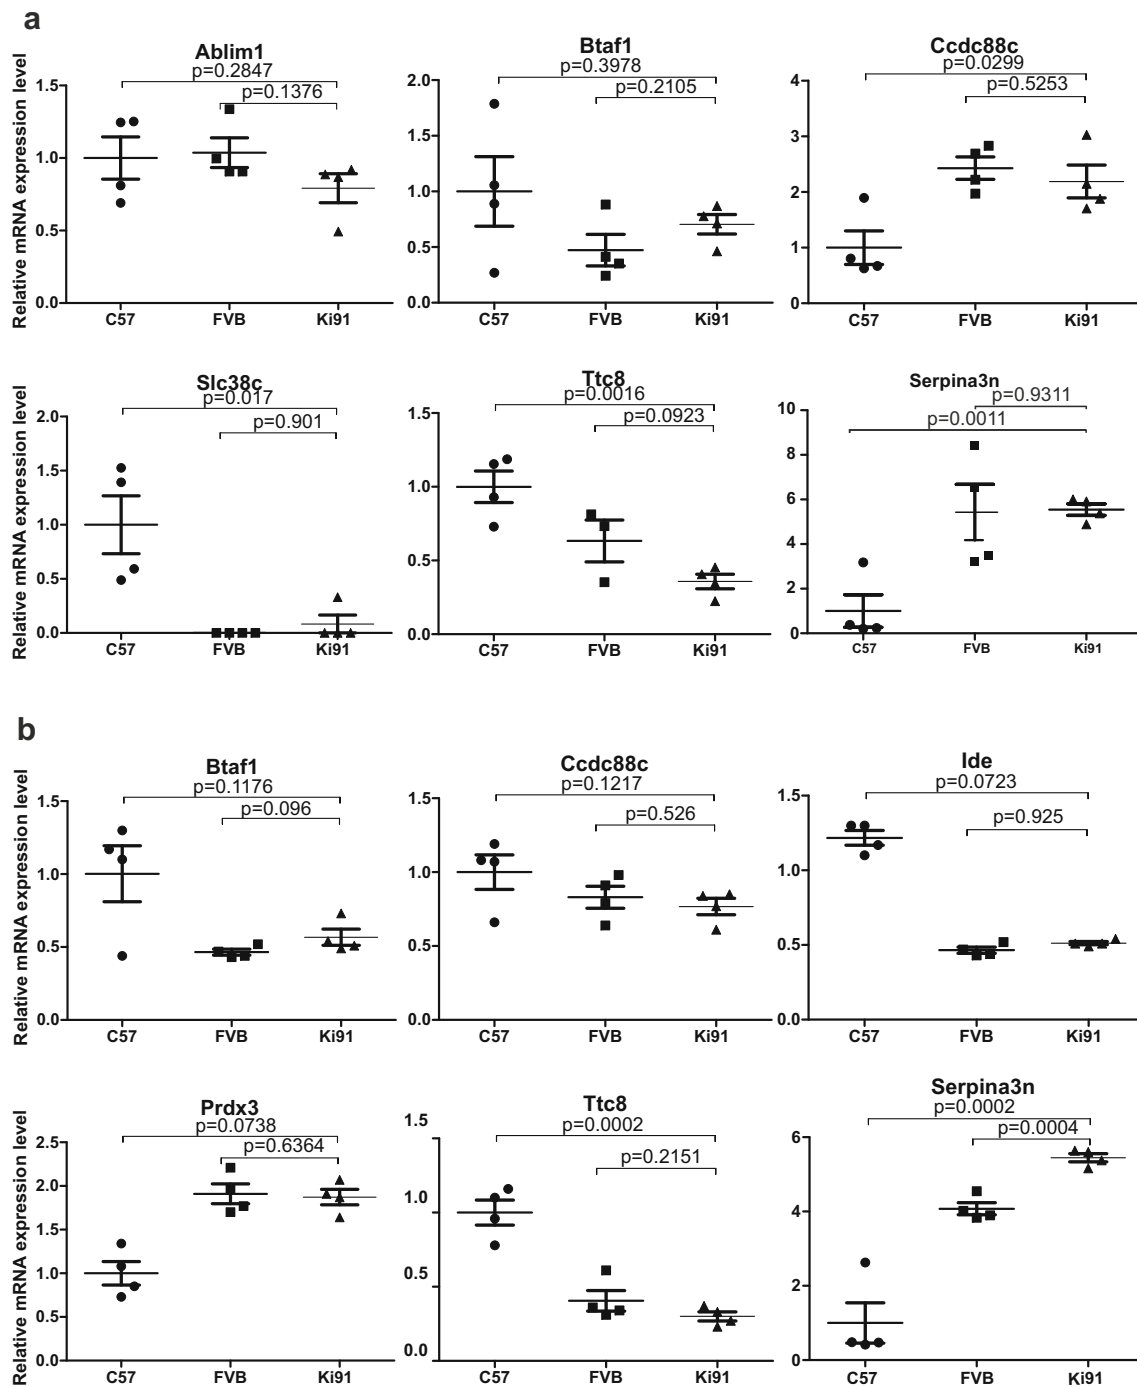 a
Ablim1
Btaf1
Ccdc88c
p=0.2847
p=0.1376
p=0.3978
p=0.2105
p=0.0299
p=0.5253
Relative mRNA expression level
1.5
1.0
0.5
0.0
C57 FVB Ki91
2.0
1.5
1.0
0.5
0.0
C57 FVB Ki91
4
3
2
1
0
C57 FVB Ki91
Slc38c
Ttc8
Serpina3n
p=0.017
p=0.901
p=0.0016
p=0.0923
p=0.9311
p=0.0011
Relative mRNA expression level
2.0
1.5
1.0
0.5
0.0
C57 FVB Ki91
1.5
1.0
0.5
0.0
C57 FVB Ki91
10
8
6
4
2
0
C57 FVB Ki91
b
Btaf1
Ccdc88c
Ide
p=0.1176
p=0.096
p=0.1217
p=0.526
p=0.0723
p=0.925
Relative mRNA expression level
1.5
1.0
0.5
0.0
C57 FVB Ki91
1.5
1.0
0.5
0.0
C57 FVB Ki91
1.5
1.0
0.5
0.0
C57 FVB Ki91
Prdx3
Ttc8
Serpina3n
p=0.0738
p=0.6364
p=0.0002
p=0.2151
p=0.0002
p=0.0004
Relative mRNA expression level
2.5
2.0
1.5
1.0
0.5
0.0
C57 FVB Ki91
1.5
1.0
0.5
0.0
C57 FVB Ki91
6
4
2
0
C57 FVB Ki91